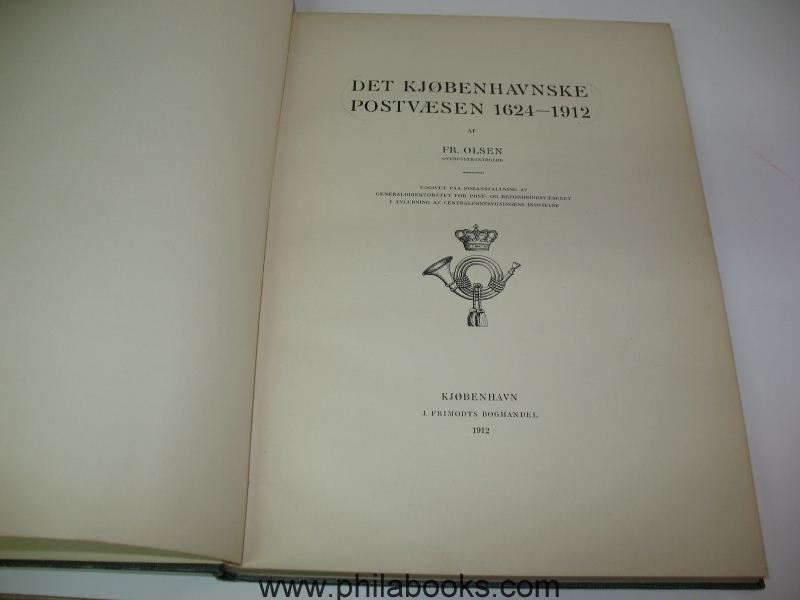 DET KJØBENHAVNSKE
POSTVÆSEN 1624—1912
AF
FR. OLSEN
OVERPOSTKONTROLØR
UDGIVET PAA FORANSTALTNING AF
GENERALDIREKTORATET FOR POST- OG BEFORDRINGSVÆSENET
I ANLEDNING AF CENTRALPOSTBYGNINGENS INDVIELSE
KJØBENHAVN
J. FRIMODTS BOGHANDEL
1912
www.philabooks.com